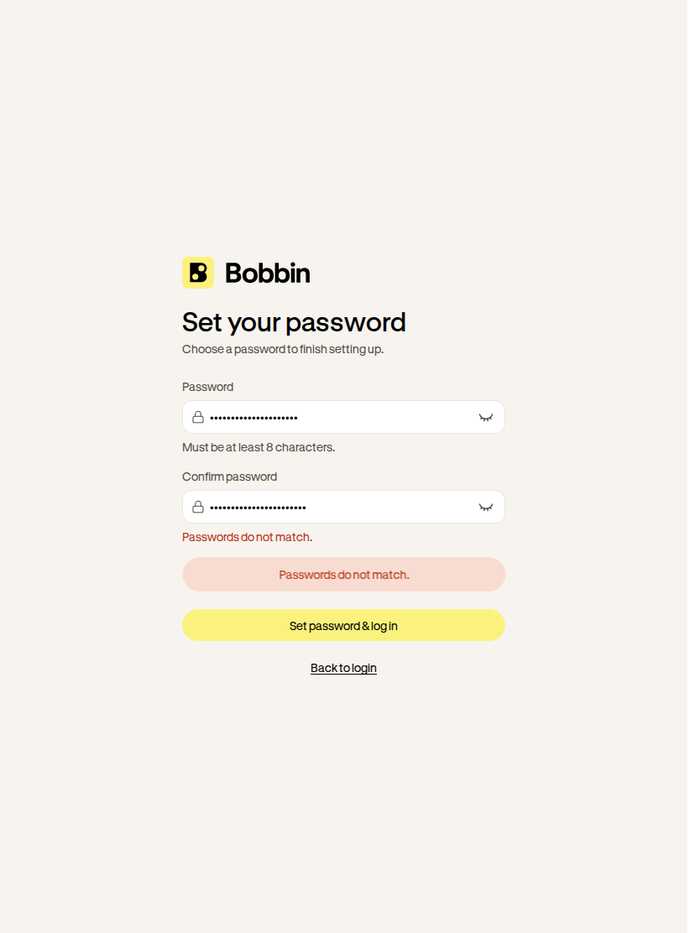 Bobbin
Set your password
Choose a password to finish setting up.
Password
•••••••••••••••••••••
Must be at least 8 characters.
Confirm password
•••••••••••••••••••••••
Passwords do not match.
Passwords do not match.
Set password & log in
Back to login